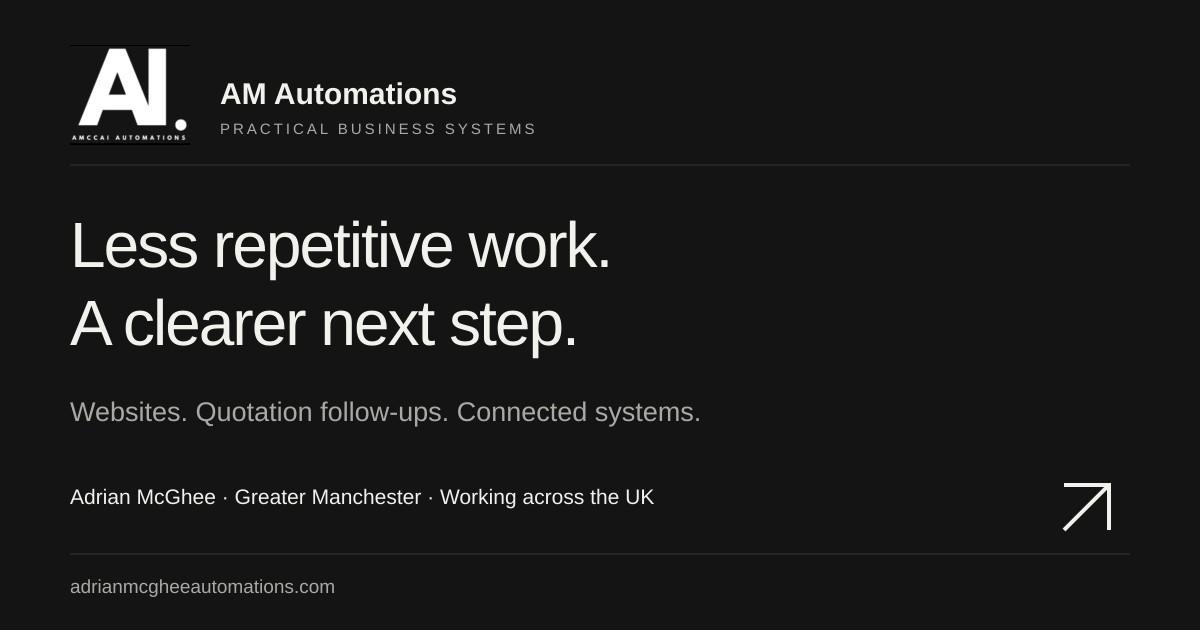 AI.
AMCCAI AUTOMATIONS
AM Automations
PRACTICAL BUSINESS SYSTEMS
Less repetitive work.
A clearer next step.
Websites. Quotation follow-ups. Connected systems.
Adrian McGhee · Greater Manchester · Working across the UK
adrianmcgheeautomations.com